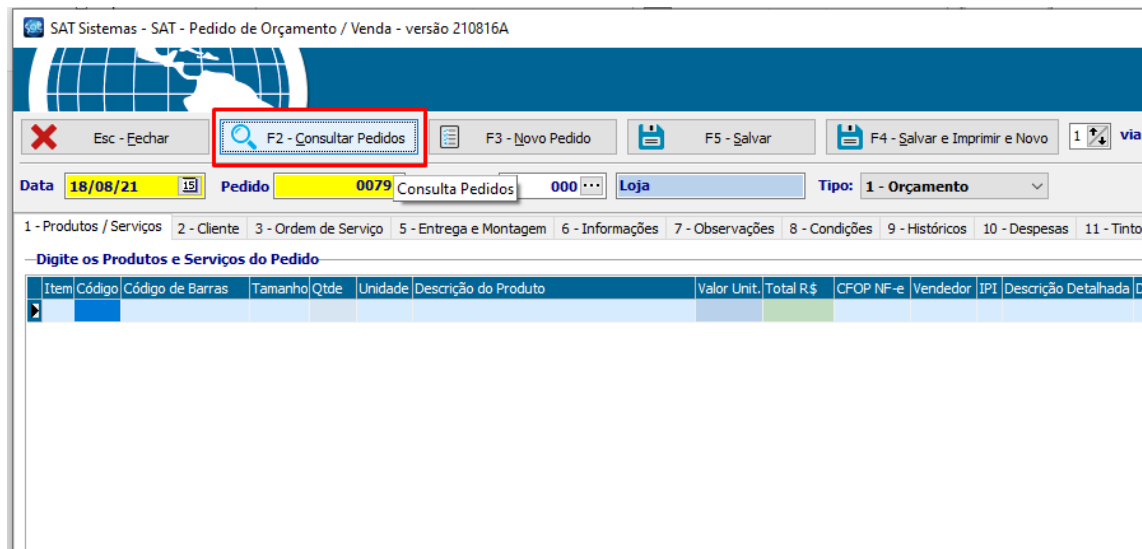 SAT Sistemas - SAT - Pedido de Orçamento / Venda - versão 210816A
Esc - Fechar F2 - Consultar Pedidos F3 - Novo Pedido F5 - Salvar F4 - Salvar e Imprimir e Novo 1 via
Data 18/08/21 15 Pedido 0079 Consulta Pedidos 000 ... Loja Tipo: 1 - Orçamento
1 - Produtos / Serviços 2 - Cliente 3 - Ordem de Serviço 5 - Entrega e Montagem 6 - Informações 7 - Observações 8 - Condições 9 - Históricos 10 - Despesas 11 - Tinto
Digite os Produtos e Serviços do Pedido
Item Código Código de Barras Tamanho Qtde Unidade Descrição do Produto Valor Unit. Total R$ CFOP NF-e Vendedor IPI Descrição Detalhada D